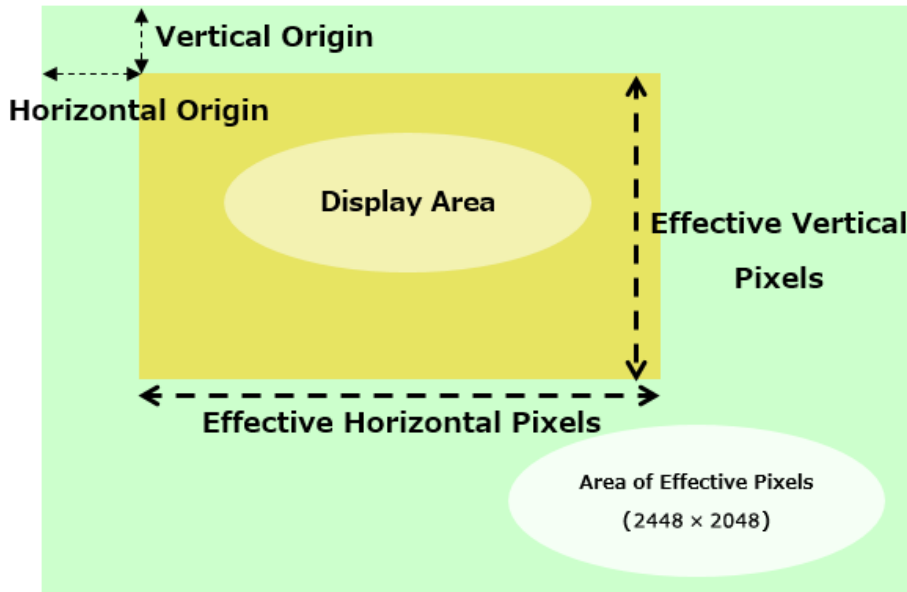 Vertical Origin
Horizontal Origin
Display Area
Effective Vertical
Pixels
Effective Horizontal Pixels
Area of Effective Pixels
(2448 × 2048)